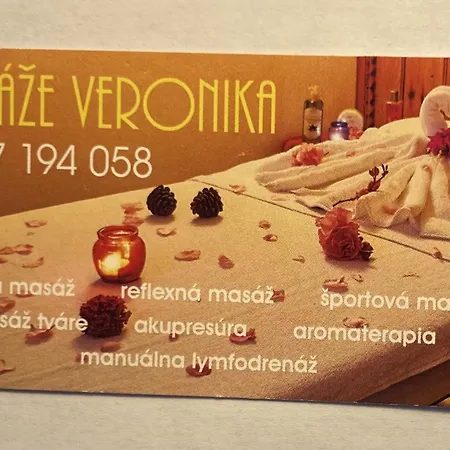 ÁŽE VERONIKA
7 194 058
masáž reflexná masáž športová ma
sáž tváre akupresúra aromaterapia
manuálna lymfodrenáž